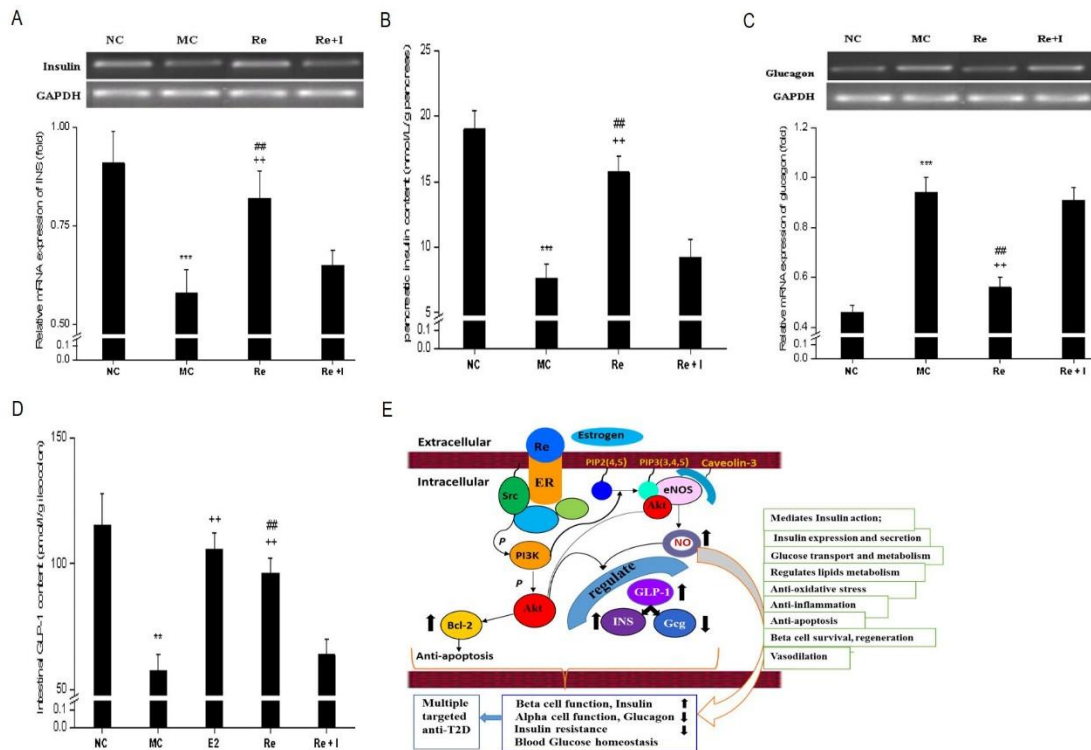 A
NC MC Re Re+I
Insulin
GAPDH
Relative mRNA expression of INS (fold)
1.00
0.75
0.50
0.1
0.0
***
##
++
NC MC Re Re +I
B
pancreatic insulin content (nmol/L/g pancreas)
25
20
15
10
5
0.1
0.0
***
##
++
NC MC Re Re + I
C
NC MC Re Re+I
Glucagon
GAPDH
Relative mRNA expression of glucagon (fold)
1.2
1.0
0.8
0.6
0.4
0.1
0.0
***
##
++
NC MC Re Re + I
D
Intestinal GLP-1 content (pmol/l/g ileocolon)
150
100
50
0.1
0.0
**
++
##
++
NC MC E2 Re Re + I
E
Extracellular
Intracellular
Re
Estrogen
ER
PIP2(4,5)
PIP3(3,4,5)
Caveolin-3
Src
eNOS
Akt
P
PI3K
NO
P
Akt
regulate
GLP-1
INS
Gcg
Bcl-2
Anti-apoptosis
Mediates Insulin action;
Insulin expression and secretion
Glucose transport and metabolism
Regulates lipids metabolism
Anti-oxidative stress
Anti-inflammation
Anti-apoptosis
Beta cell survival, regeneration
Vasodilation
Multiple
targeted
anti-T2D
Beta cell function, Insulin
Alpha cell function, Glucagon
Insulin resistance
Blood Glucose homeostasis